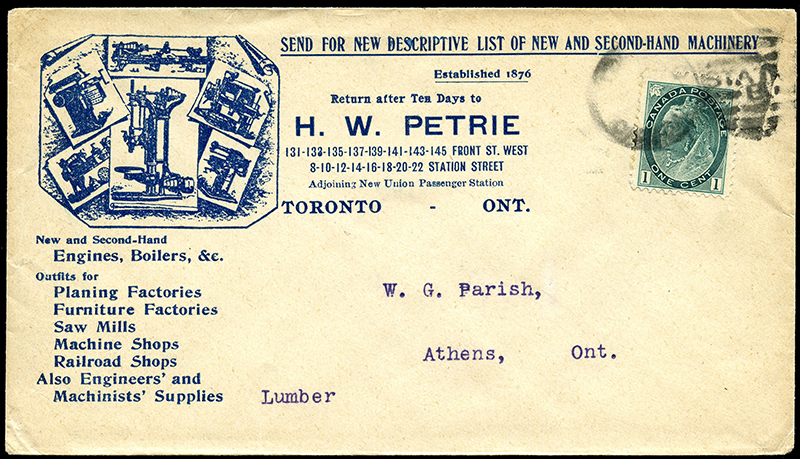 SEND FOR NEW DESCRIPTIVE LIST OF NEW AND SECOND-HAND MACHINERY
Established 1876
Return after Ten Days to
H. W. PETRIE
131-133-135-137-139-141-143-145 FRONT ST. WEST
8-10-12-14-16-18-20-22 STATION STREET
Adjoining New Union Passenger Station
TORONTO - ONT.
CANADA POSTAGE
ONE CENT
1 1
New and Second-Hand
Engines, Boilers, &c.
Outfits for
Planing Factories
Furniture Factories
Saw Mills
Machine Shops
Railroad Shops
Also Engineers' and
Machinists' Supplies
W. G. Parish,
Athens, Ont.
Lumber